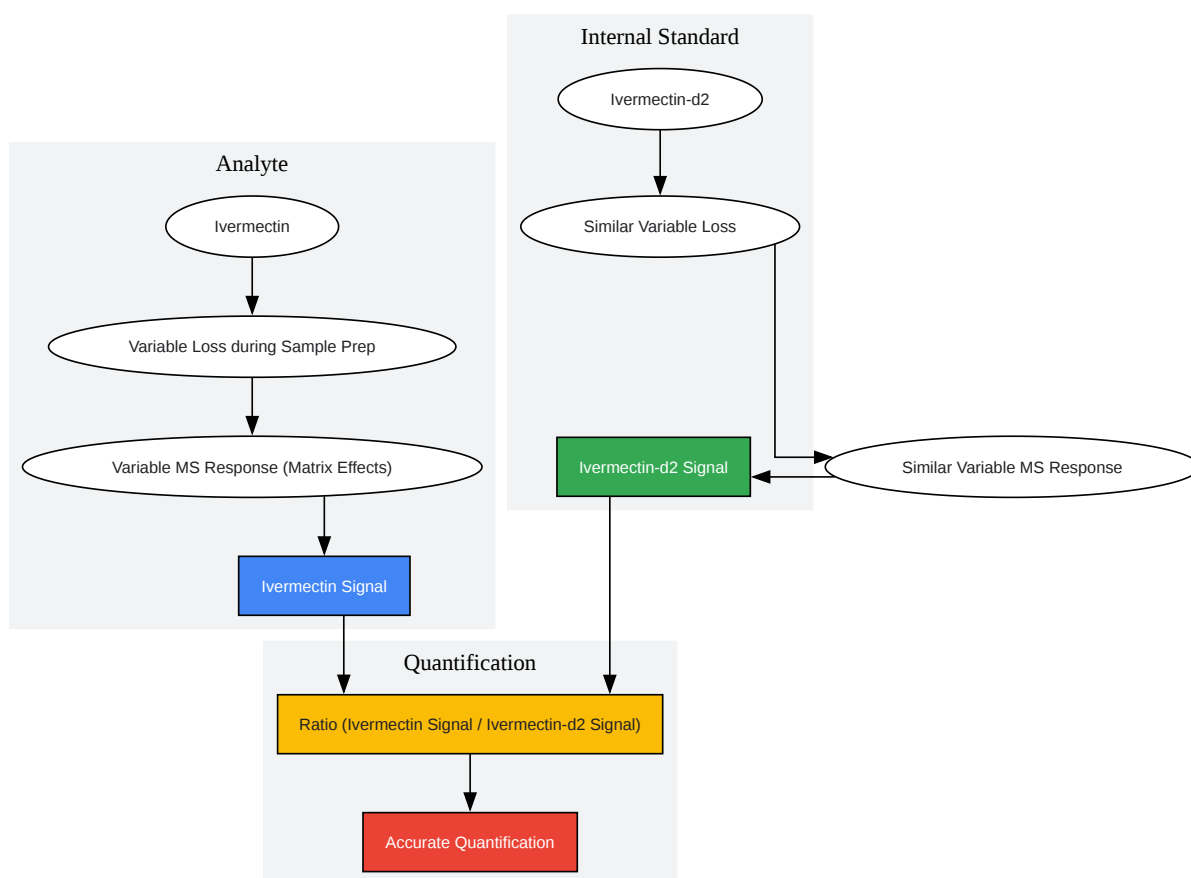 Internal Standard
Ivermectin-d2
Similar Variable Loss
Ivermectin-d2 Signal
Similar Variable MS Response
Analyte
Ivermectin
Variable Loss during Sample Prep
Variable MS Response (Matrix Effects)
Ivermectin Signal
Quantification
Ratio (Ivermectin Signal / Ivermectin-d2 Signal)
Accurate Quantification